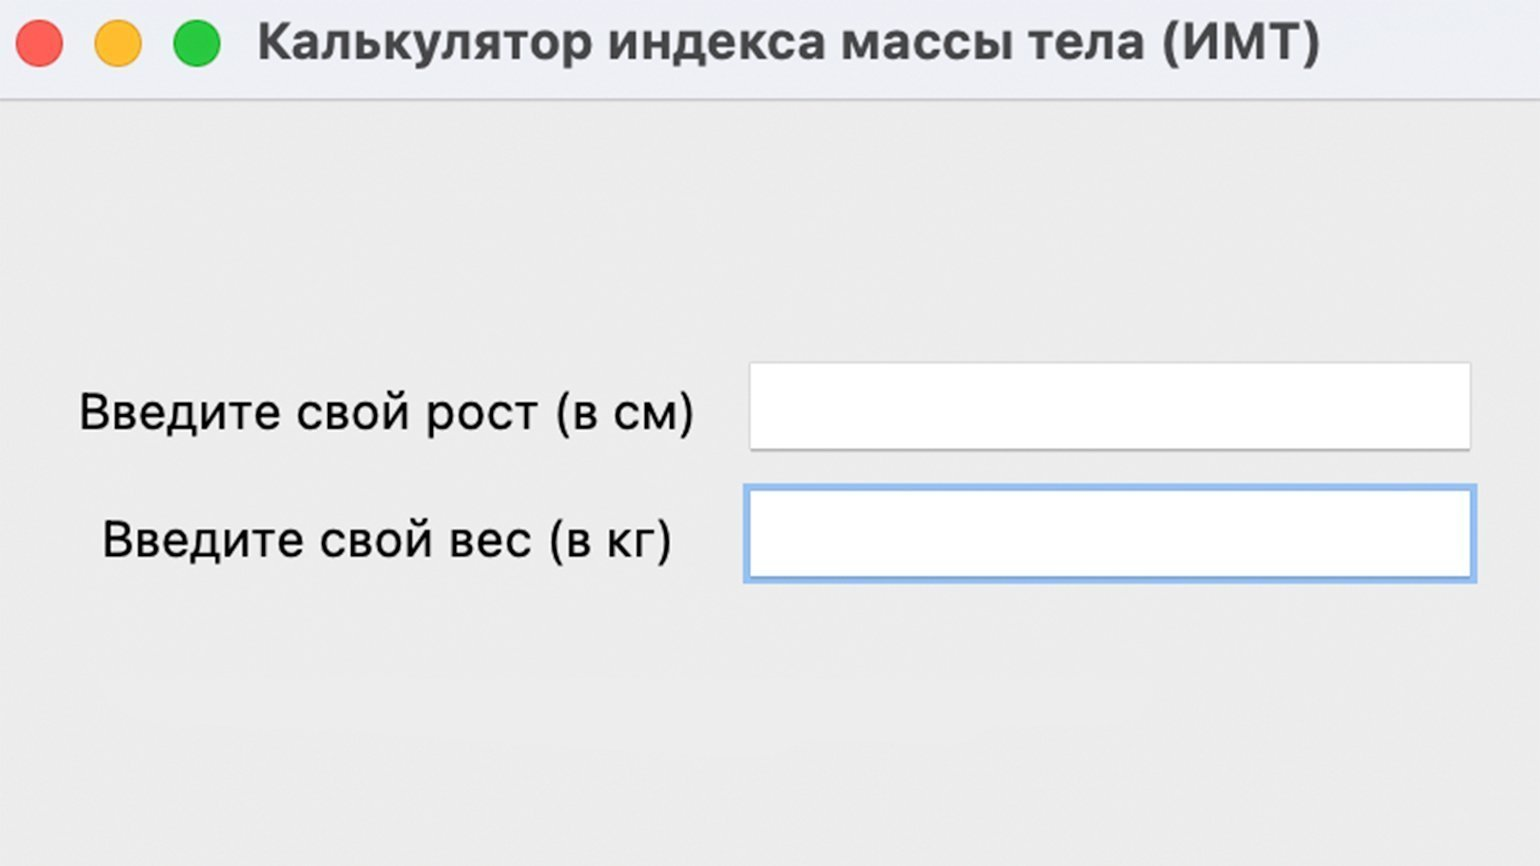 Калькулятор индекса массы тела (ИМТ)
Введите свой рост (в см)
Введите свой вес (в кг)